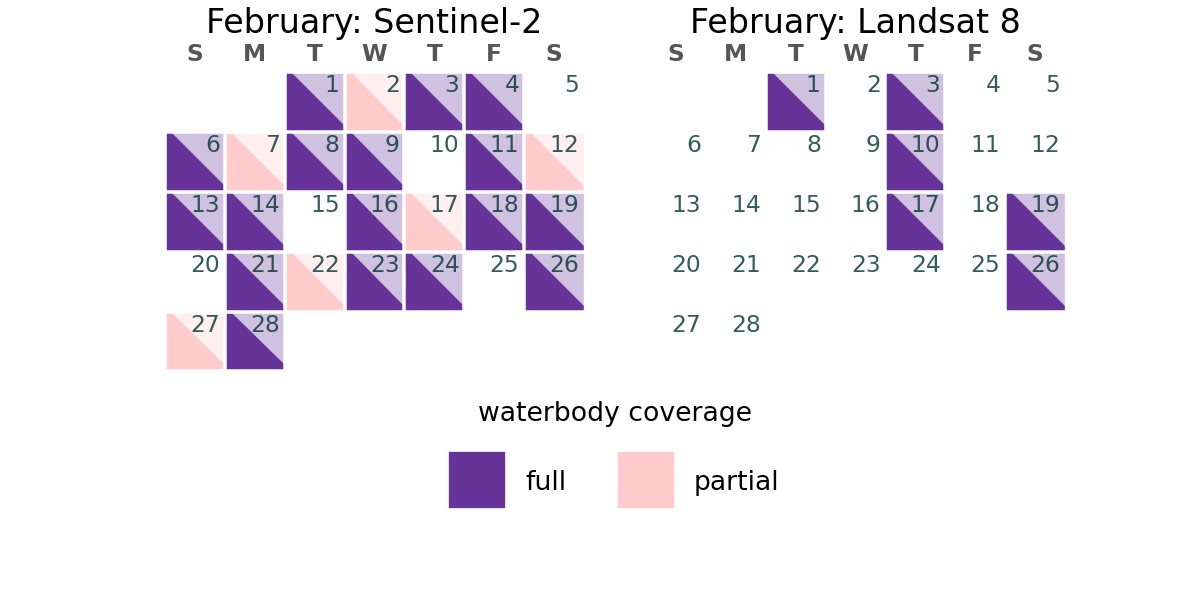 February: Sentinel-2
S M T W T F S
1 2 3 4 5
6 7 8 9 10 11 12
13 14 15 16 17 18 19
20 21 22 23 24 25 26
27 28
February: Landsat 8
S M T W T F S
1 2 3 4 5
6 7 8 9 10 11 12
13 14 15 16 17 18 19
20 21 22 23 24 25 26
27 28
waterbody coverage
full partial